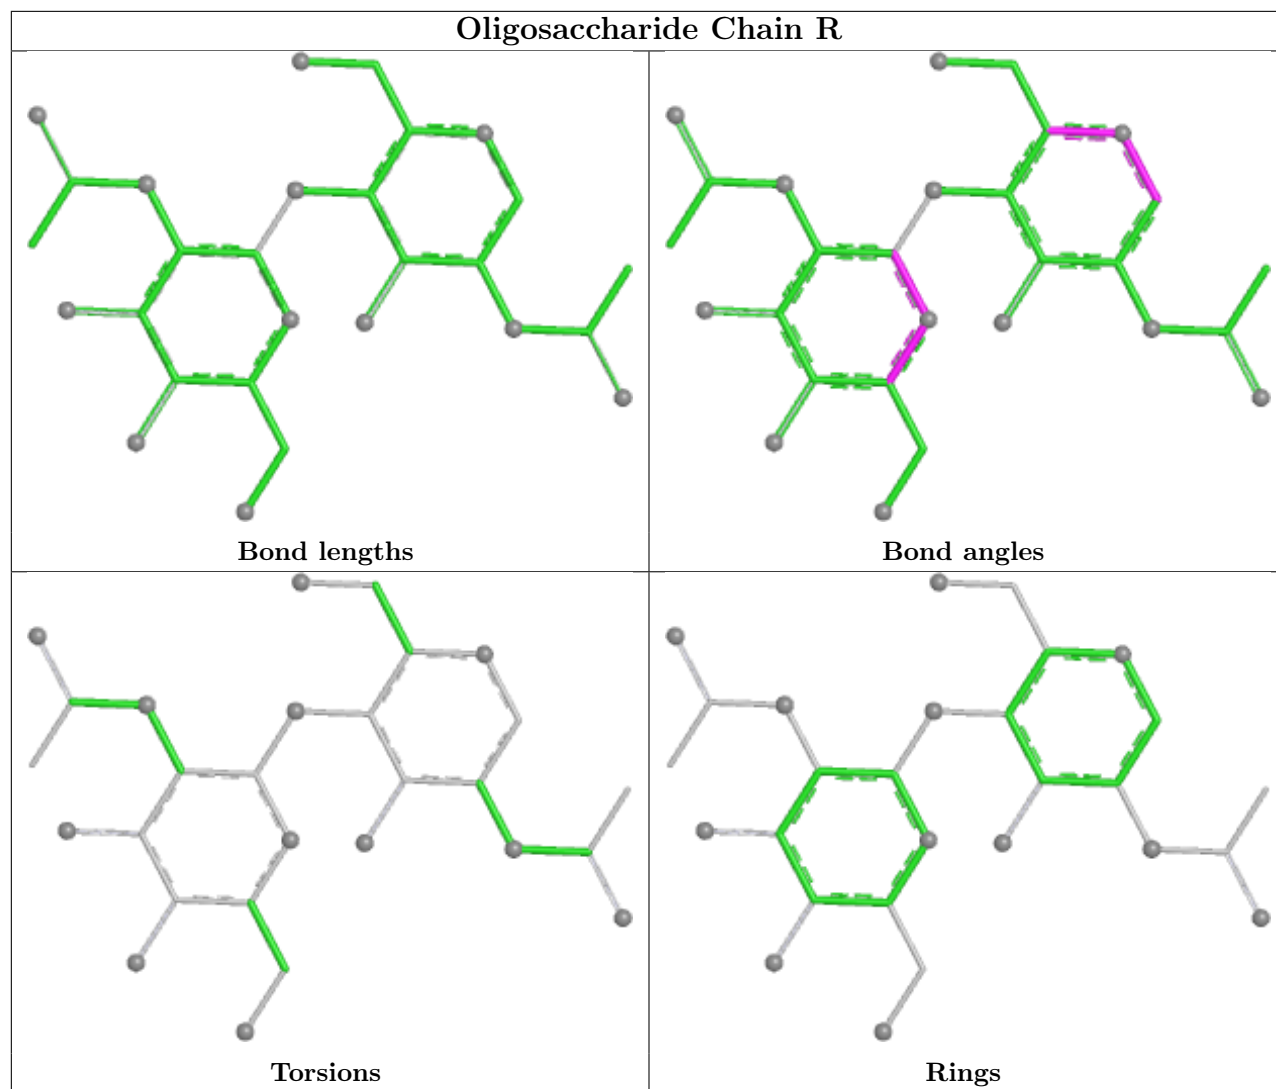 Oligosaccharide Chain R
Bond lengths
Bond angles
Torsions
Rings